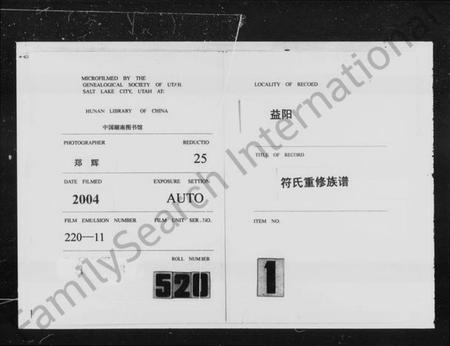 MICROFILMED BY THE
GENEALOGICAL SOCIETY OF UTAH
SALT LAKE CITY, UTAH AT:
HUNAN LIBRARY OF CHINA
中国湖南图书馆
PHOTOGRAPHER REDUCTIO
郑 辉 25
DATE FILMED EXPOSURE SETTION
2004 AUTO
FILM EMULSION NUMBER FILM UNIT SER. NO.
220—11
ROLL NUMBER
520
LOCALITY OF RECOED
益阳
TITLE OF RECORD
符氏重修族谱
ITEM NO.
1
FamilySearch International